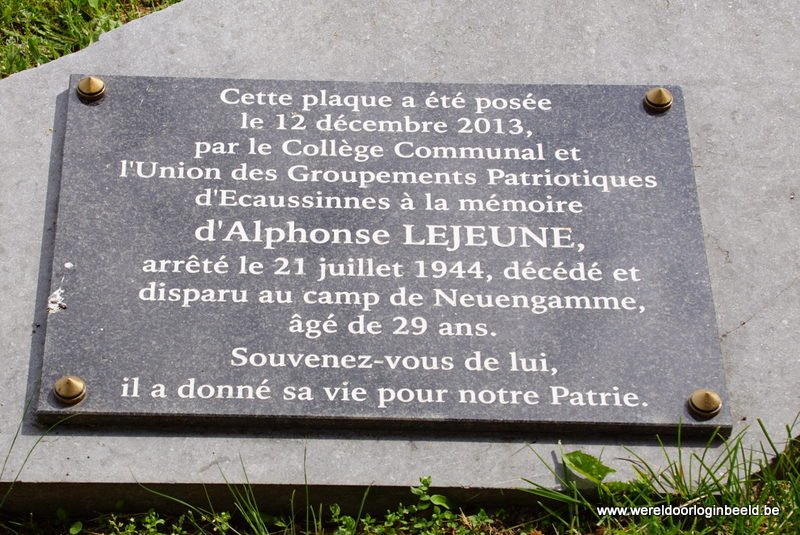 Cette plaque a été posée
le 12 décembre 2013,
par le Collège Communal et
l'Union des Groupements Patriotiques
d'Ecaussinnes à la mémoire
d'Alphonse LEJEUNE,
arrêté le 21 juillet 1944, décédé et
disparu au camp de Neuengamme,
âgé de 29 ans.
Souvenez-vous de lui,
il a donné sa vie pour notre Patrie.
www.wereldoorloginbeeld.be